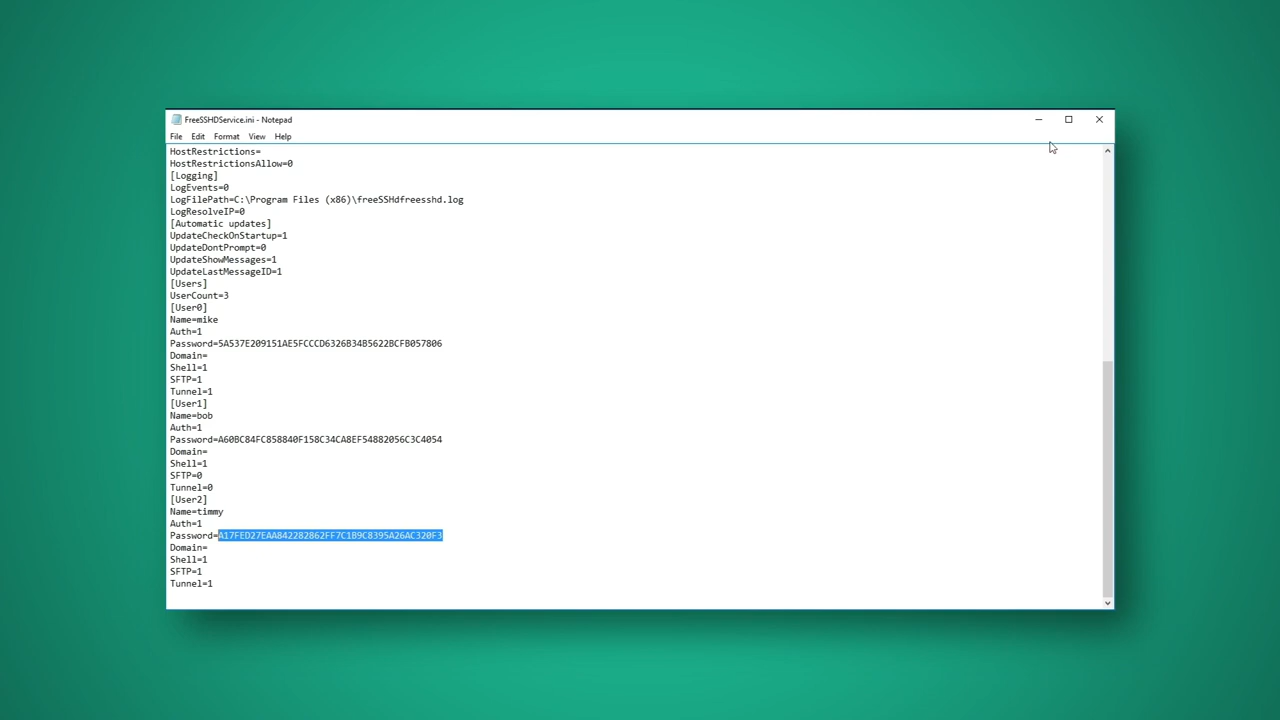 FreeSSHDService.ini - Notepad
File Edit Format View Help
HostRestrictions=
HostRestrictionsAllow=0
[Logging]
LogEvents=0
LogFilePath=C:\Program Files (x86)\freeSSHdfreesshd.log
LogResolveIP=0
[Automatic updates]
UpdateCheckOnStartup=1
UpdateDontPrompt=0
UpdateShowMessages=1
UpdateLastMessageID=1
[Users]
UserCount=3
[User0]
Name=mike
Auth=1
Password=5A537E209151AE5FCCCD6326B34B5622BCFB057806
Domain=
Shell=1
SFTP=1
Tunnel=1
[User1]
Name=bob
Auth=1
Password=A60BC84FC858840F158C34CA8EF54882056C3C4054
Domain=
Shell=1
SFTP=0
Tunnel=0
[User2]
Name=timmy
Auth=1
Password=A17FED27EAA842282862FF7C1B9C8395A26AC320F3
Domain=
Shell=1
SFTP=1
Tunnel=1